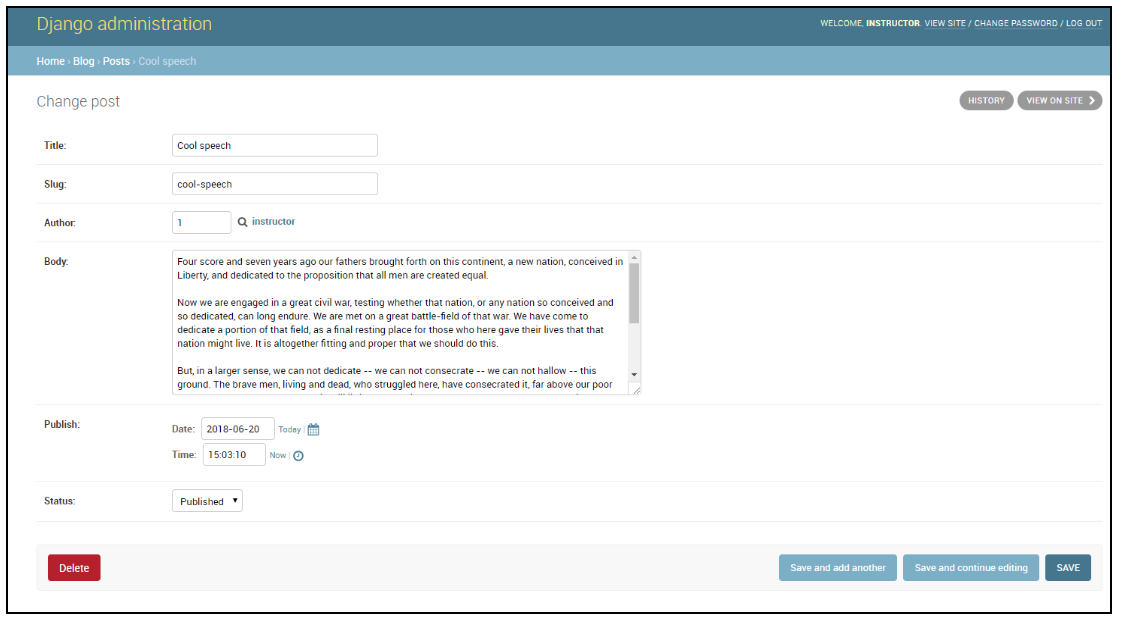 Django administration
WELCOME, INSTRUCTOR. VIEW SITE / CHANGE PASSWORD / LOG OUT
Home › Blog › Posts › Cool speech
Change post
HISTORY
VIEW ON SITE
Title:
Cool speech
Slug:
cool-speech
Author:
1
instructor
Body:
Four score and seven years ago our fathers brought forth on this continent, a new nation, conceived in
Liberty, and dedicated to the proposition that all men are created equal.
Now we are engaged in a great civil war, testing whether that nation, or any nation so conceived and
so dedicated, can long endure. We are met on a great battle-field of that war. We have come to
dedicate a portion of that field, as a final resting place for those who here gave their lives that that
nation might live. It is altogether fitting and proper that we should do this.
But, in a larger sense, we can not dedicate -- we can not consecrate -- we can not hallow -- this
ground. The brave men, living and dead, who struggled here, have consecrated it, far above our poor
Publish:
Date: 2018-06-20 Today |
Time: 15:03:10 Now |
Status:
Published
Delete
Save and add another
Save and continue editing
SAVE